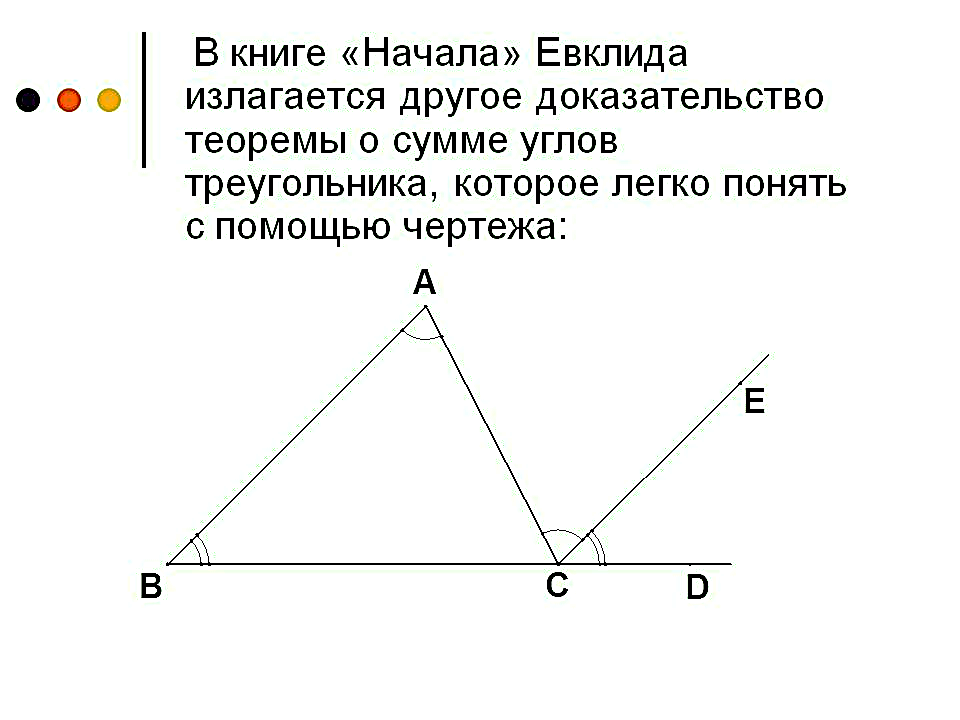 В книге «Начала» Евклида
излагается другое доказательство
теоремы о сумме углов
треугольника, которое легко понять
с помощью чертежа:
A
E
B
C
D